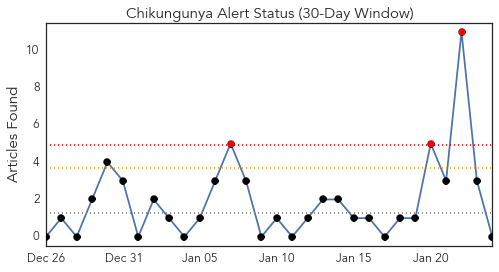 Chikungunya Alert Status (30-Day Window)
Articles Found
10
8
6
4
2
0
Dec 26 Dec 31 Jan 05 Jan 10 Jan 15 Jan 20